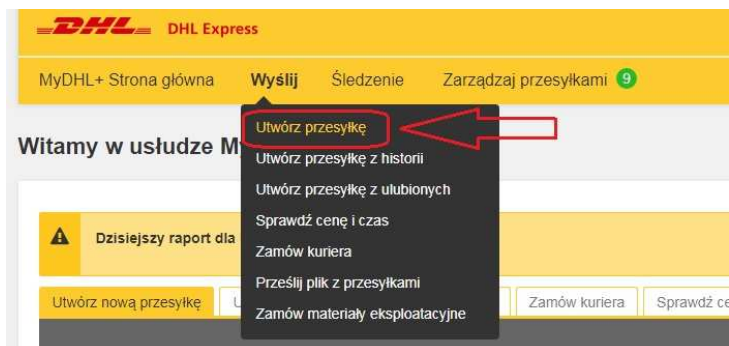 DHL DHL Express
MyDHL+ Strona główna Wyślij Śledzenie Zarządzaj przesyłkami 9
Utwórz przesyłkę
Witamy w usłudze M
Utwórz przesyłkę z historii
Utwórz przesyłkę z ulubionych
Sprawdź cenę i czas
Dzisiejszy raport dla
Zamów kuriera
Prześlij plik z przesyłkami
Utwórz nową przesyłkę U Zamów kuriera Sprawdź ce
Zamów materiały eksploatacyjne